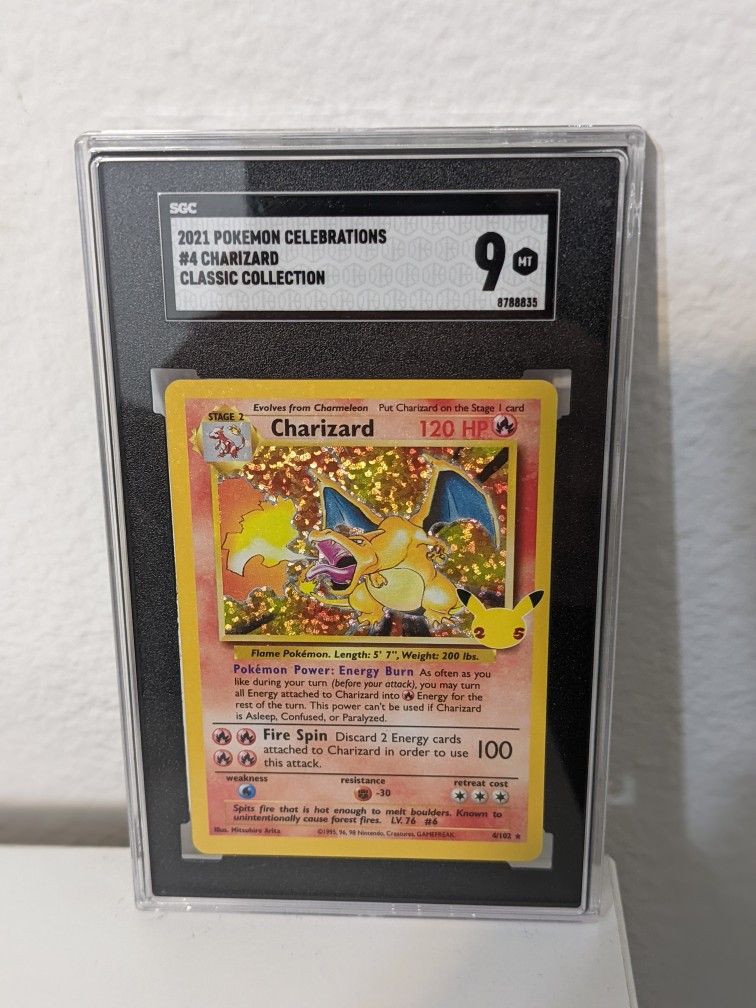 SGC
2021 POKEMON CELEBRATIONS
#4 CHARIZARD
CLASSIC COLLECTION
9 MT
8788835
Evolves from Charmeleon Put Charizard on the Stage 1 card
STAGE 2
Charizard 120 HP
25
Flame Pokémon. Length: 5' 7", Weight: 200 lbs.
Pokémon Power: Energy Burn As often as you
like during your turn (before your attack), you may turn
all Energy attached to Charizard into Energy for the
rest of the turn. This power can't be used if Charizard
is Asleep, Confused, or Paralyzed.
Fire Spin Discard 2 Energy cards
attached to Charizard in order to use 100
this attack.
weakness resistance retreat cost
-30
Spits fire that is hot enough to melt boulders. Known to
unintentionally cause forest fires. LV. 76 #6
Illus. Mitsuhiro Arita ©1995, 96, 98 Nintendo, Creatures, GAMEFREAK. 4/102 ★